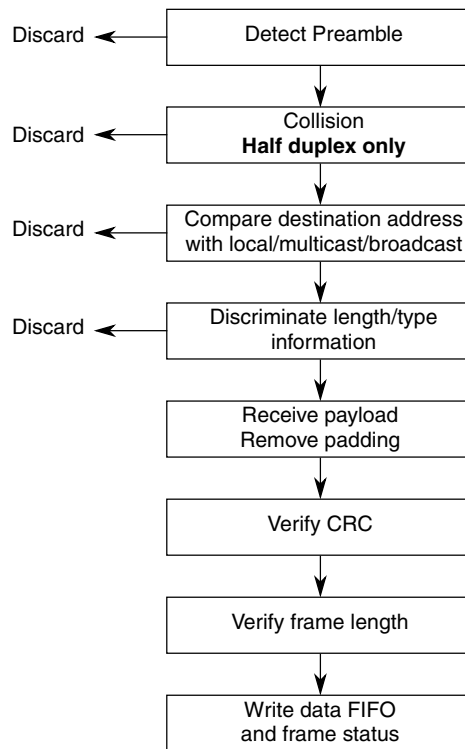 Discard
Detect Preamble
Discard
Collision
Half duplex only
Discard
Compare destination address
with local/multicast/broadcast
Discard
Discriminate length/type
information
Receive payload
Remove padding
Verify CRC
Verify frame length
Write data FIFO
and frame status